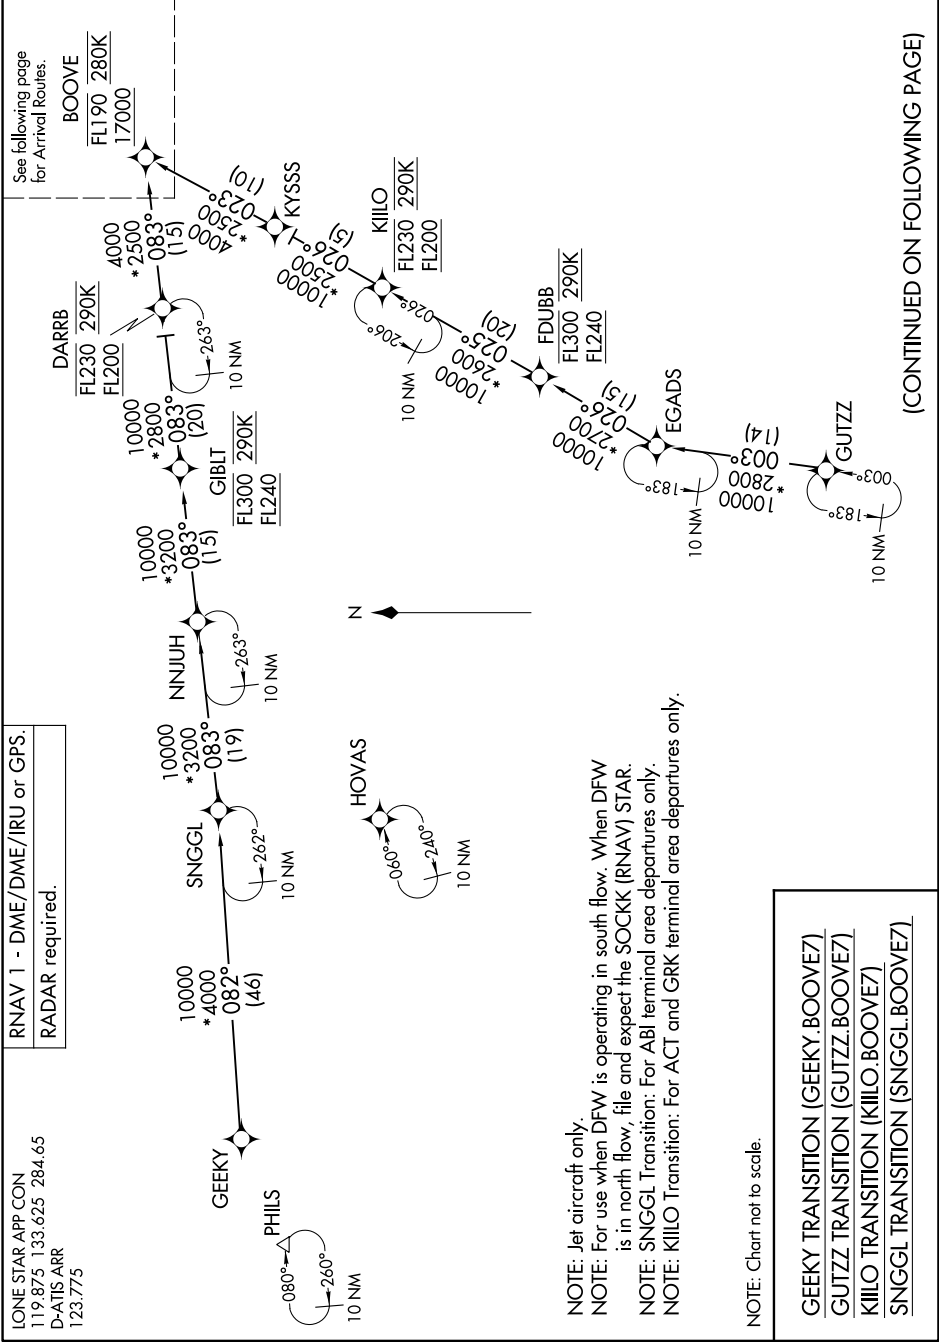 LONE STAR APP CON
119.875 133.625 284.65
D-ATIS ARR
123.775
RNAV 1 - DME/DME/IRU or GPS.
RADAR required.
See following page
for Arrival Routes.
BOOVE
FL190 280K
17000
PHILS
080°
260°
10 NM
GEEKY
10000
*4000
082°
(46)
SNGGL
262°
10 NM
10000
*3200
083°
(19)
NNJUH
263°
10 NM
10000
*3200
083°
(15)
GIBLT
FL300 290K
FL240
10000
*2800
083°
(20)
DARRB
FL230 290K
FL200
263°
10 NM
4000
*2500
083°
(15)
4000
*2500
023°
(10)
KYSSS
10000
*2500
026°
(5)
KIILO
FL230 290K
FL200
206°
026°
10 NM
10000
*2600
025°
(20)
FDUBB
FL300 290K
FL240
10000
*2700
026°
(15)
EGADS
183°
10 NM
10000
*2800
003°
(14)
GUTZZ
183°
003°
10 NM
N
HOVAS
060°
240°
10 NM
NOTE: Jet aircraft only.
NOTE: For use when DFW is operating in south flow. When DFW
is in north flow, file and expect the SOCKK (RNAV) STAR.
NOTE: SNGGL Transition: For ABI terminal area departures only.
NOTE: KIILO Transition: For ACT and GRK terminal area departures only.
NOTE: Chart not to scale.
GEEKY TRANSITION (GEEKY.BOOVE7)
GUTZZ TRANSITION (GUTZZ.BOOVE7)
KIILO TRANSITION (KIILO.BOOVE7)
SNGGL TRANSITION (SNGGL.BOOVE7)
(CONTINUED ON FOLLOWING PAGE)